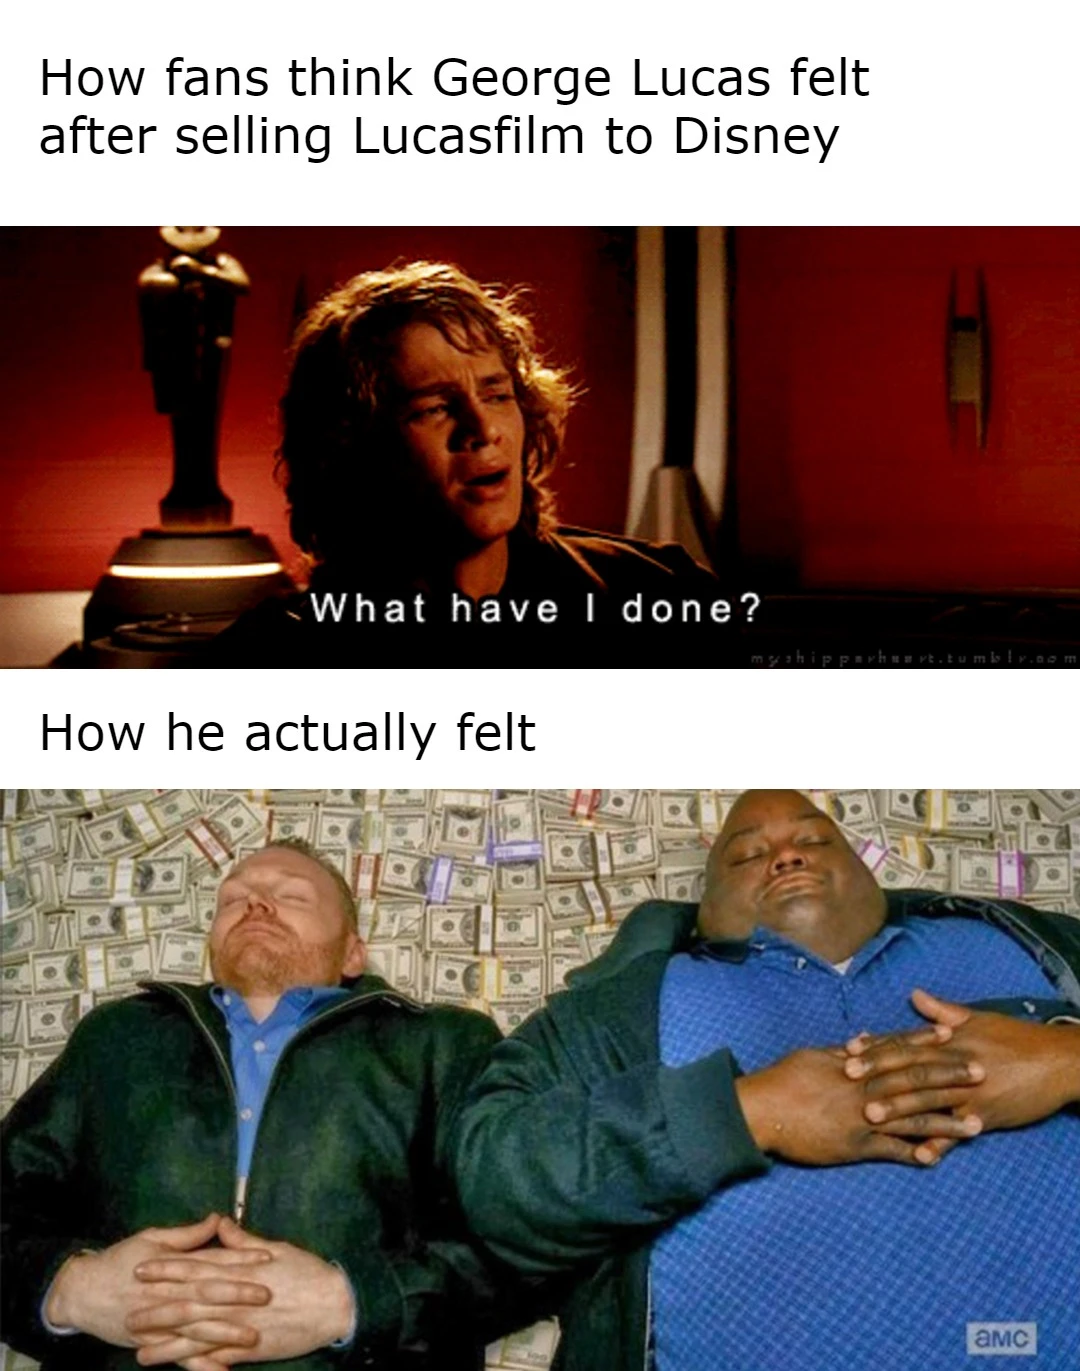 How fans think George Lucas felt
after selling Lucasfilm to Disney
What have I done?
How he actually felt
amc